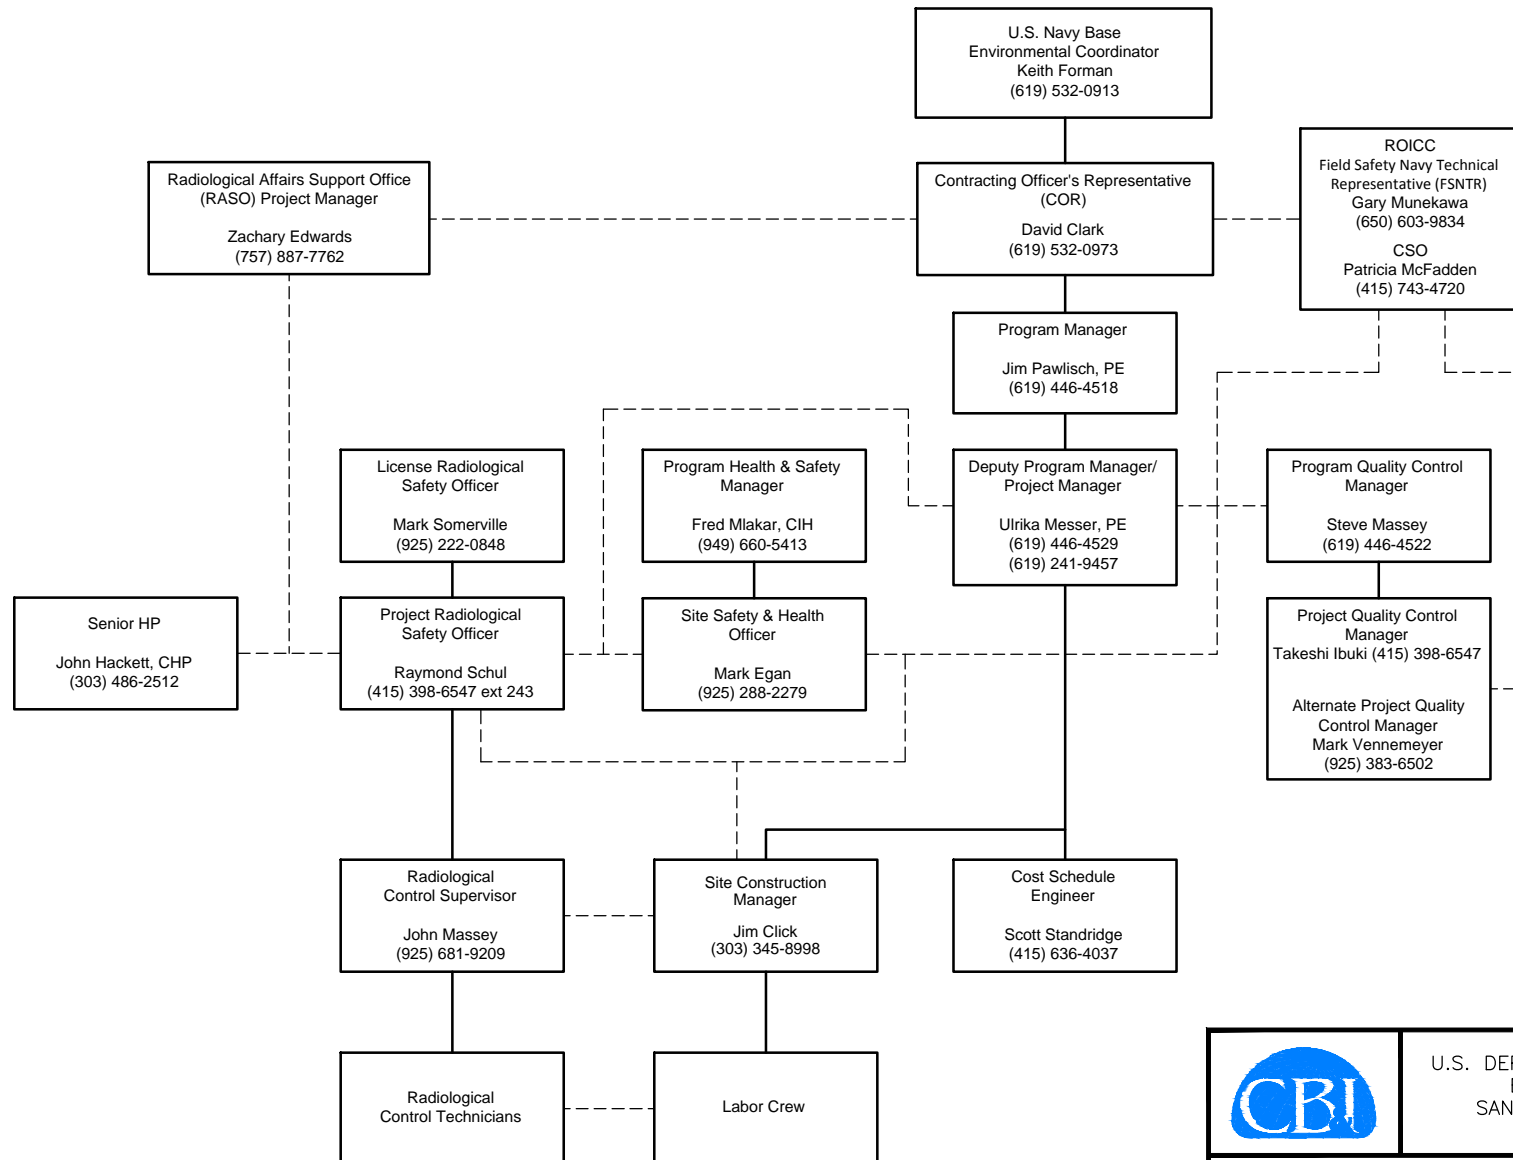 U.S. Navy Base
Environmental Coordinator
Keith Forman
(619) 532-0913
Radiological Affairs Support Office
(RASO) Project Manager
Zachary Edwards
(757) 887-7762
Contracting Officer's Representative
(COR)
David Clark
(619) 532-0973
ROICC
Field Safety Navy Technical
Representative (FSNTR)
Gary Munekawa
(650) 603-9834
CSO
Patricia McFadden
(415) 743-4720
Program Manager
Jim Pawlisch, PE
(619) 446-4518
License Radiological
Safety Officer
Mark Somerville
(925) 222-0848
Program Health & Safety
Manager
Fred Mlakar, CIH
(949) 660-5413
Deputy Program Manager/
Project Manager
Ulrika Messer, PE
(619) 446-4529
(619) 241-9457
Program Quality Control
Manager
Steve Massey
(619) 446-4522
Senior HP
John Hackett, CHP
(303) 486-2512
Project Radiological
Safety Officer
Raymond Schul
(415) 398-6547 ext 243
Site Safety & Health
Officer
Mark Egan
(925) 288-2279
Project Quality Control
Manager
Takeshi Ibuki (415) 398-6547
Alternate Project Quality
Control Manager
Mark Vennemeyer
(925) 383-6502
Radiological
Control Supervisor
John Massey
(925) 681-9209
Site Construction
Manager
Jim Click
(303) 345-8998
Cost Schedule
Engineer
Scott Standridge
(415) 636-4037
Radiological
Control Technicians
Labor Crew
CB&I
U.S.
SAN